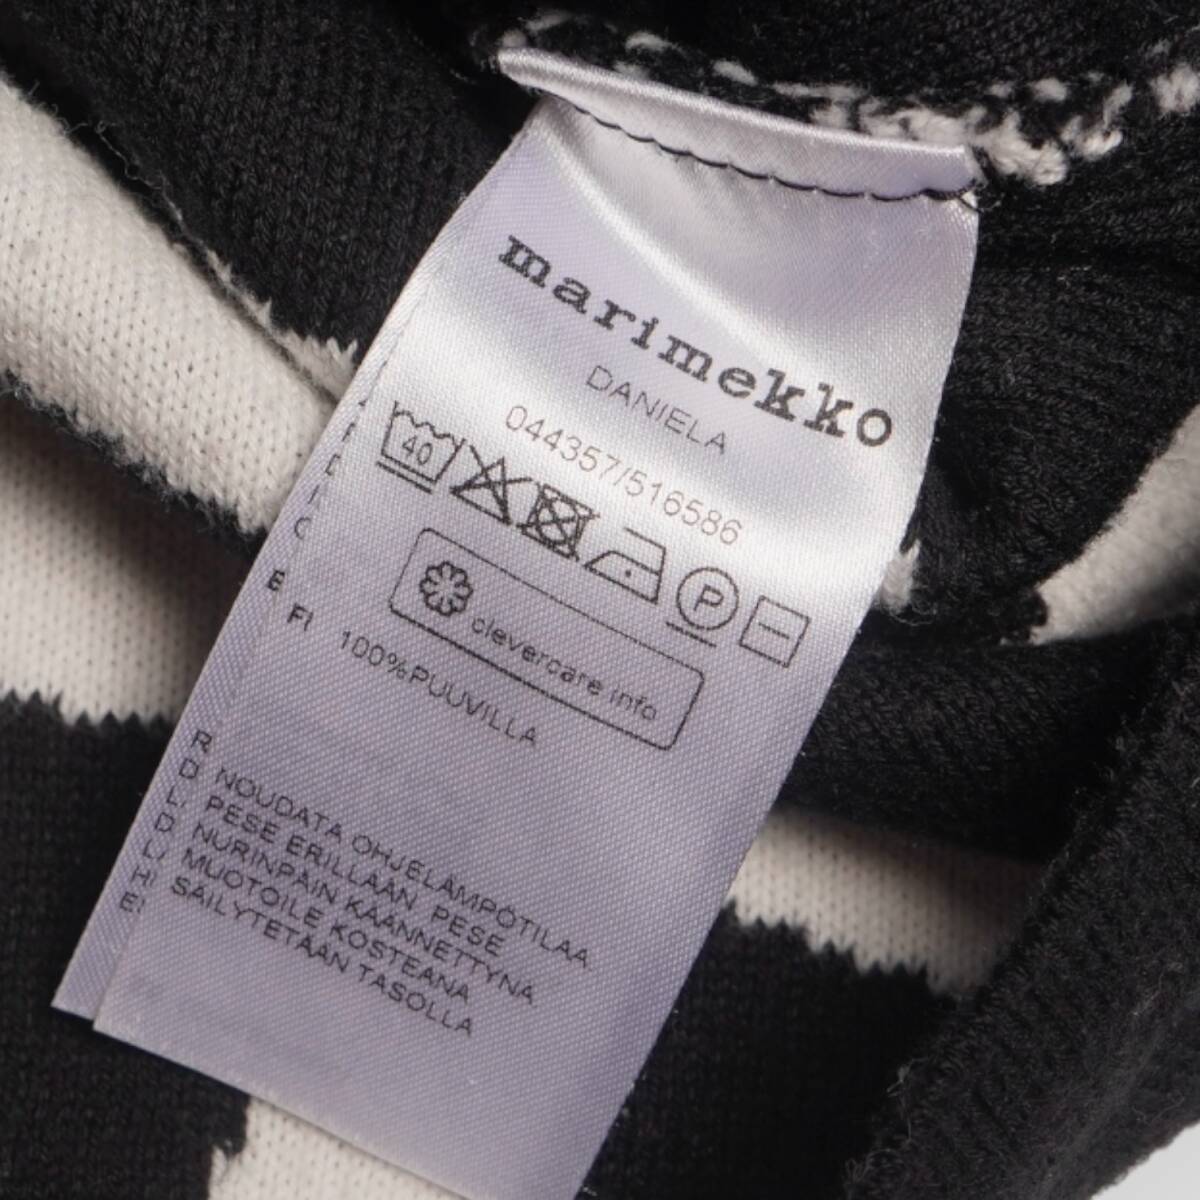 marimekko
DANIELA
044357/516586
40
P
clevercare info
FI 100%PUUVILLA
NOUDATA OHJELÄMPÖTILAA.
PESE ERILLÄÄN. PESE
NURINPÄIN KÄÄNNETTYNÄ
MUOTOILE KOSTEANA
SÄILYTETÄÄN TASOLLA